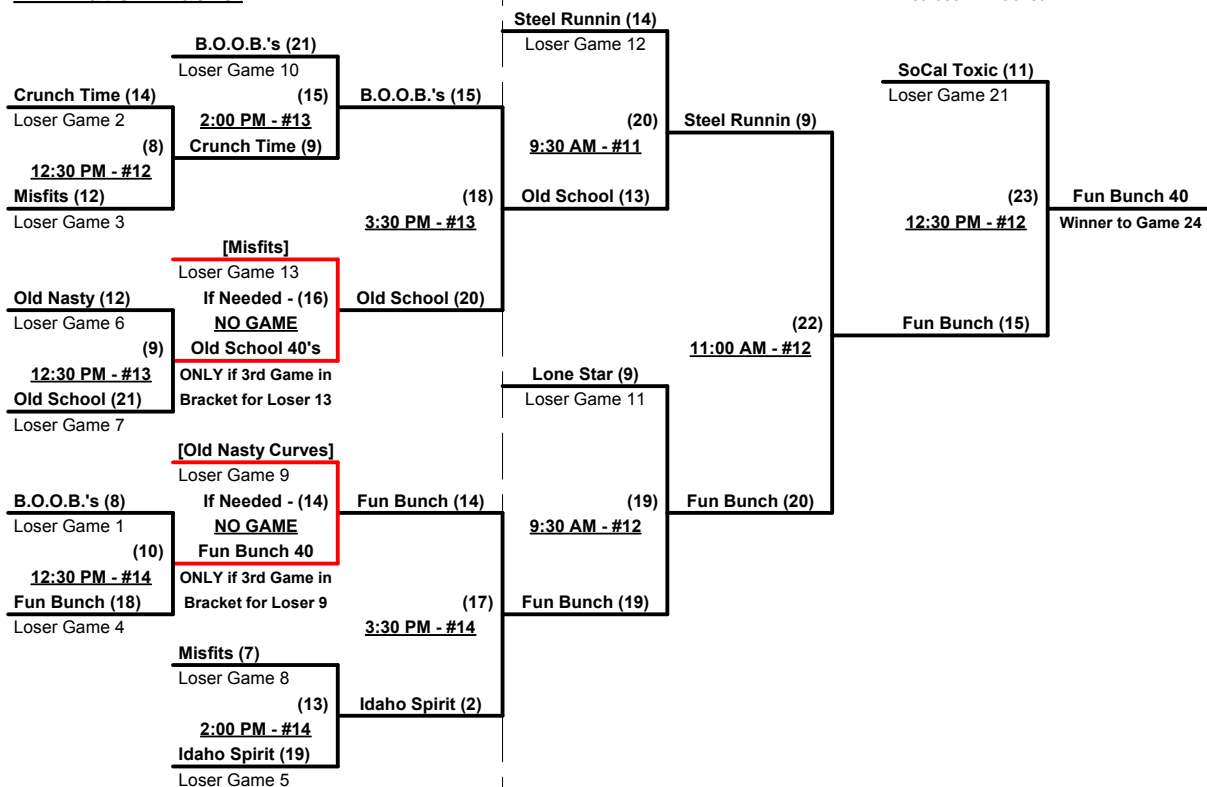 Steel Runnin (14)
Loser Game 12
B.O.O.B.'s (21)
Loser Game 10
SoCal Toxic (11)
Loser Game 21
Crunch Time (14)
Loser Game 2
(15)
2:00 PM - #13
B.O.O.B.'s (15)
(20)
9:30 AM - #11
Steel Runnin (9)
(8)
12:30 PM - #12
Crunch Time (9)
Misfits (12)
Loser Game 3
(18)
3:30 PM - #13
Old School (13)
(23)
12:30 PM - #12
Fun Bunch 40
Winner to Game 24
[Misfits]
Loser Game 13
Old Nasty (12)
Loser Game 6
If Needed - (16)
NO GAME
Old School 40's
Old School (20)
(9)
12:30 PM - #13
ONLY if 3rd Game in
Bracket for Loser 13
Old School (21)
Loser Game 7
(22)
11:00 AM - #12
Fun Bunch (15)
Lone Star (9)
Loser Game 11
[Old Nasty Curves]
Loser Game 9
B.O.O.B.'s (8)
Loser Game 1
If Needed - (14)
NO GAME
Fun Bunch 40
Fun Bunch (14)
(19)
9:30 AM - #12
Fun Bunch (20)
(10)
12:30 PM - #14
ONLY if 3rd Game in
Bracket for Loser 9
Fun Bunch (18)
Loser Game 4
(17)
3:30 PM - #14
Fun Bunch (19)
Misfits (7)
Loser Game 8
(13)
2:00 PM - #14
Idaho Spirit (2)
Idaho Spirit (19)
Loser Game 5